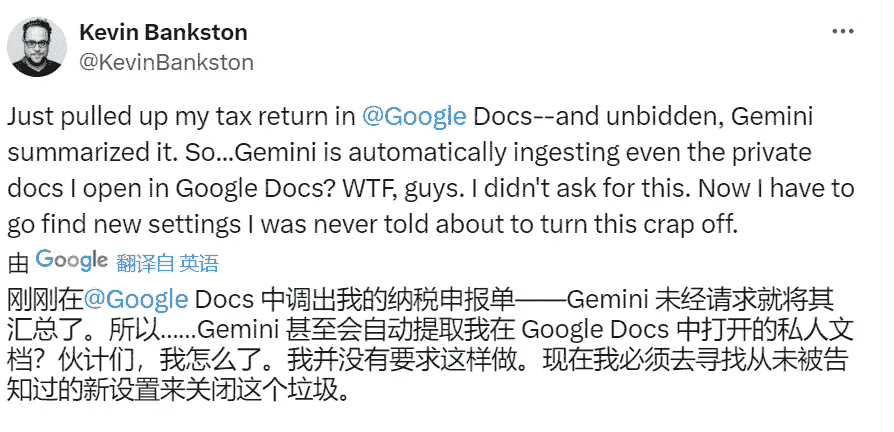 Kevin Bankston
@KevinBankston
Just pulled up my tax return in @Google Docs--and unbidden, Gemini
summarized it. So...Gemini is automatically ingesting even the private
docs I open in Google Docs? WTF, guys. I didn't ask for this. Now I have to
go find new settings I was never told about to turn this crap off.
由 Google 翻译自 英语
刚刚在@Google Docs 中调出我的纳税申报单——Gemini 未经请求就将其
汇总了。所以......Gemini 甚至会自动提取我在 Google Docs 中打开的私人文
档？伙计们，我怎么了。我并没有要求这样做。现在我必须去寻找从未被告
知过的新设置来关闭这个垃圾。